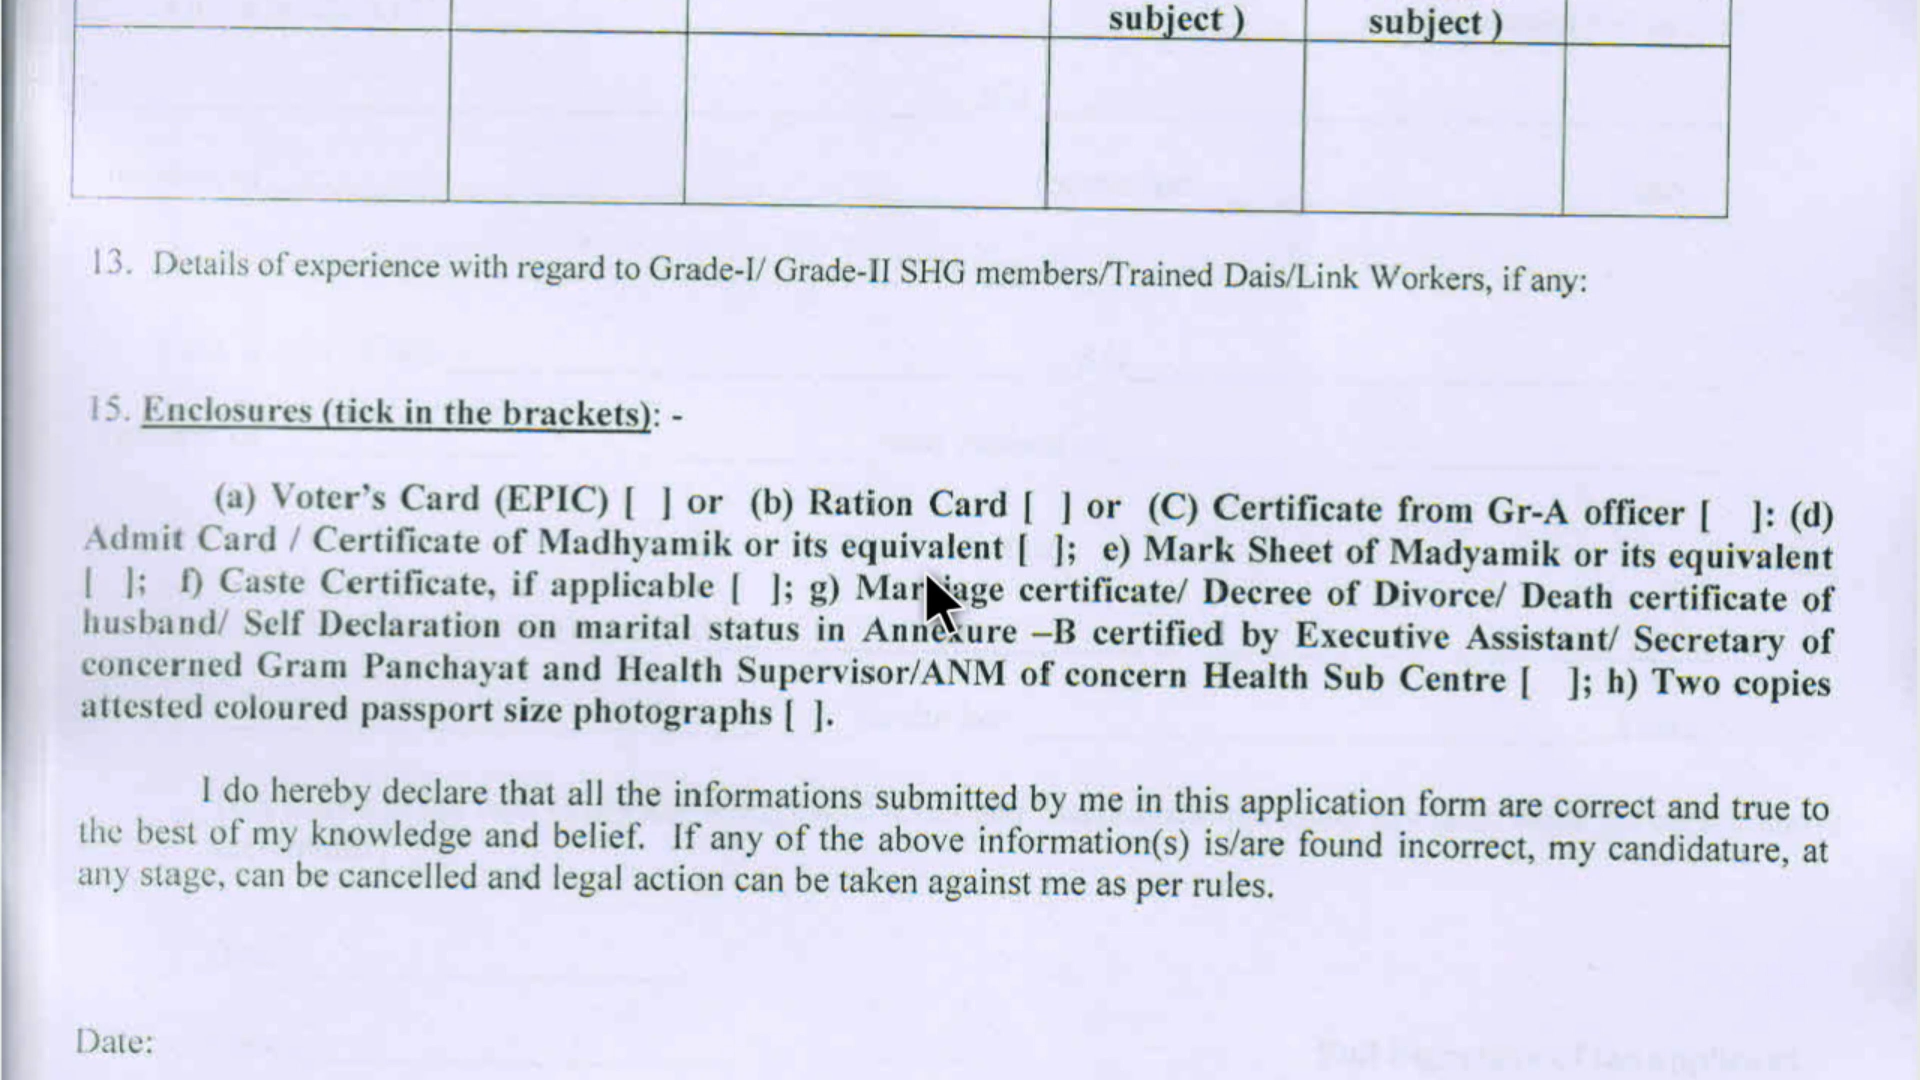 subject ) subject )
13. Details of experience with regard to Grade-I/ Grade-II SHG members/Trained Dais/Link Workers, if any:
15. Enclosures (tick in the brackets): -
(a) Voter's Card (EPIC) [ ] or (b) Ration Card [ ] or (C) Certificate from Gr-A officer [ ]: (d)
Admit Card / Certificate of Madhyamik or its equivalent [ ]; e) Mark Sheet of Madyamik or its equivalent
[ ]; f) Caste Certificate, if applicable [ ]; g) Marriage certificate/ Decree of Divorce/ Death certificate of
husband/ Self Declaration on marital status in Annexure –B certified by Executive Assistant/ Secretary of
concerned Gram Panchayat and Health Supervisor/ANM of concern Health Sub Centre [ ]; h) Two copies
attested coloured passport size photographs [ ].
I do hereby declare that all the informations submitted by me in this application form are correct and true to
the best of my knowledge and belief. If any of the above information(s) is/are found incorrect, my candidature, at
any stage, can be cancelled and legal action can be taken against me as per rules.
Date: